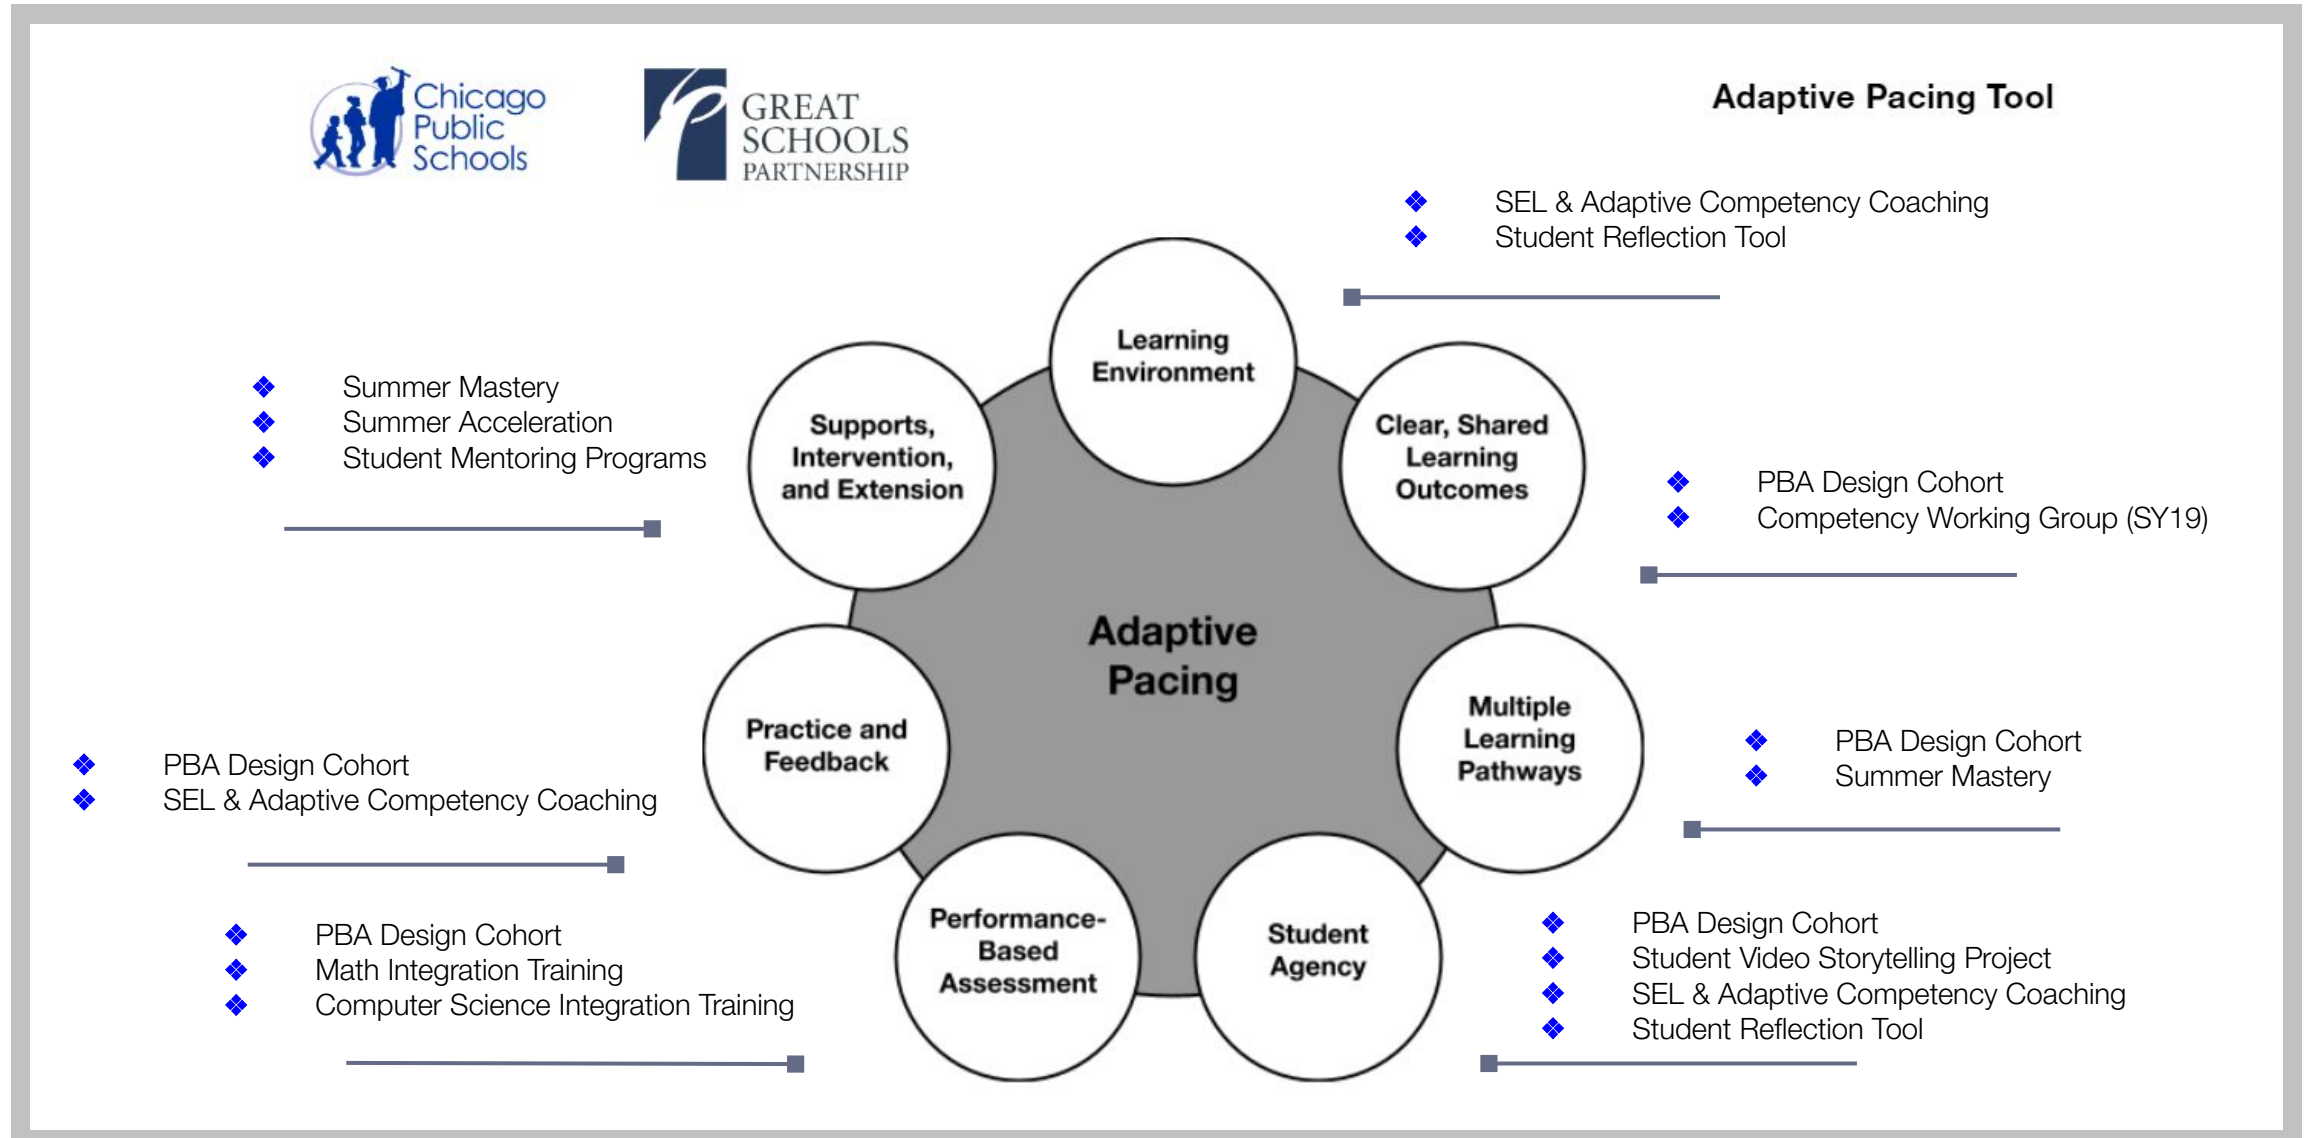 Chicago
Public
Schools
GREAT
SCHOOLS
PARTNERSHIP
Adaptive Pacing Tool
SEL & Adaptive Competency Coaching
Student Reflection Tool
Learning
Environment
Summer Mastery
Summer Acceleration
Student Mentoring Programs
Supports,
Intervention,
and Extension
Clear, Shared
Learning
Outcomes
PBA Design Cohort
Competency Working Group (SY19)
Adaptive
Pacing
Practice and
Feedback
PBA Design Cohort
SEL & Adaptive Competency Coaching
Multiple
Learning
Pathways
PBA Design Cohort
Summer Mastery
PBA Design Cohort
Math Integration Training
Computer Science Integration Training
Performance-
Based
Assessment
Student
Agency
PBA Design Cohort
Student Video Storytelling Project
SEL & Adaptive Competency Coaching
Student Reflection Tool